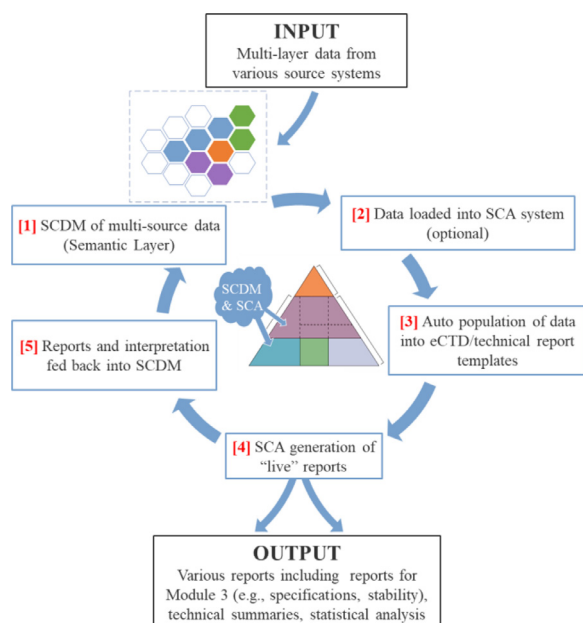 INPUT
Multi-layer data from
various source systems
[1] SCDM of multi-source data
(Semantic Layer)
[2] Data loaded into SCA system
(optional)
SCDM
& SCA
[3] Auto population of data
into eCTD/technical report
templates
[5] Reports and interpretation
fed back into SCDM
[4] SCA generation of
“live” reports
OUTPUT
Various reports including reports for
Module 3 (e.g., specifications, stability),
technical summaries, statistical analysis